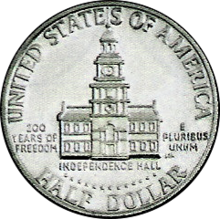 UNITED STATES OF AMERICA
200
YEARS OF
FREEDOM
E
PLURIBUS
UNUM
INDEPENDENCE HALL
HALF DOLLAR